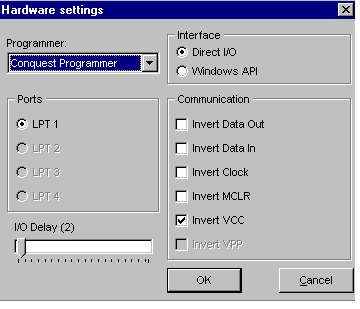 Hardware settings
Programmer:
Conquest Programmer
Interface
Direct I/O
Windows API
Ports
LPT 1
LPT 2
LPT 3
LPT 4
I/O Delay (2)
Communication
Invert Data Out
Invert Data In
Invert Clock
Invert MCLR
Invert VCC
Invert VPP
OK
Cancel